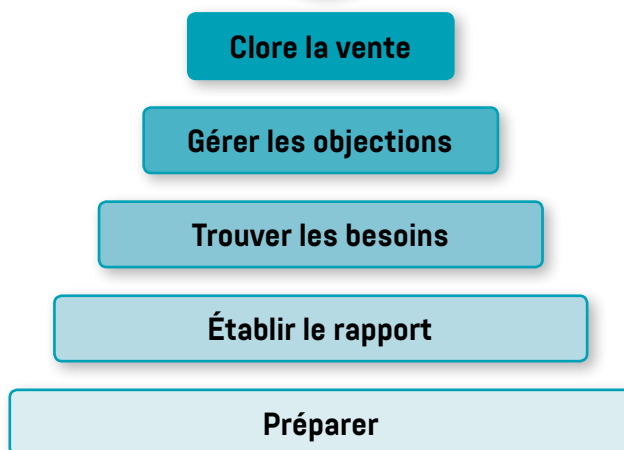 Clore la vente
Gérer les objections
Trouver les besoins
Établir le rapport
Préparer